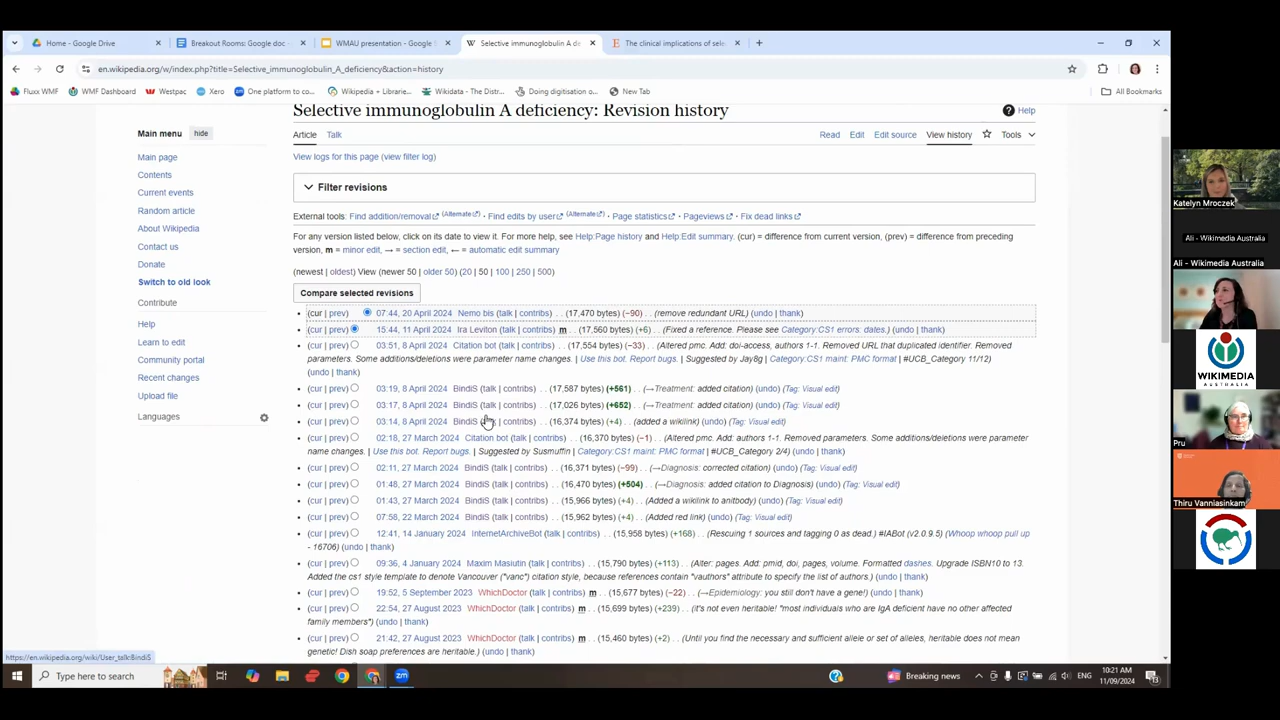 Home - Google Drive
Breakout Rooms: Google doc -
WMAU presentation - Google S
Selective immunoglobulin A de
The clinical implications of sele
en.wikipedia.org/w/index.php?title=Selective_immunoglobulin_A_deficiency&action=history
Fluxx WMF WMF Dashboard Westpac Xero One platform to co... Wikipedia + Librarie... Wikidata - The Distr... Doing digitisation o... New Tab All Bookmarks
Selective immunoglobulin A deficiency: Revision history
Help
Main menu hide
Main page
Contents
Current events
Random article
About Wikipedia
Contact us
Donate
Switch to old look
Contribute
Help
Learn to edit
Community portal
Recent changes
Upload file
Languages
Article Talk Read Edit Edit source View history Tools
View logs for this page (view filter log)
Filter revisions
External tools: Find addition/removal (Alternate) · Find edits by user (Alternate) · Page statistics · Pageviews · Fix dead links
For any version listed below, click on its date to view it. For more help, see Help:Page history and Help:Edit summary. (cur) = difference from current version, (prev) = difference from preceding
version, m = minor edit, → = section edit, ← = automatic edit summary
(newest | oldest) View (newer 50 | older 50) (20 | 50 | 100 | 250 | 500)
Compare selected revisions
(cur | prev) 07:44, 20 April 2024 Nemo bis (talk | contribs) . . (17,470 bytes) (−90) . . (remove redundant URL) (undo | thank)
(cur | prev) 15:44, 11 April 2024 Ira Leviton (talk | contribs) m . . (17,560 bytes) (+6) . . (Fixed a reference. Please see Category:CS1 errors: dates.) (undo | thank)
(cur | prev) 03:51, 8 April 2024 Citation bot (talk | contribs) . . (17,554 bytes) (−33) . . (Altered pmc. Add: doi-access, authors 1-1. Removed URL that duplicated identifier. Removed
parameters. Some additions/deletions were parameter name changes. | Use this bot. Report bugs. | Suggested by Jay8g | Category:CS1 maint: PMC format | #UCB_Category 11/12)
(undo | thank)
(cur | prev) 03:19, 8 April 2024 BindiS (talk | contribs) . . (17,587 bytes) (+561) . . (→Treatment: added citation) (undo) (Tag: Visual edit)
(cur | prev) 03:17, 8 April 2024 BindiS (talk | contribs) . . (17,026 bytes) (+652) . . (→Treatment: added citation) (undo) (Tag: Visual edit)
(cur | prev) 03:14, 8 April 2024 BindiS (talk | contribs) . . (16,374 bytes) (+4) . . (added a wikilink) (undo) (Tag: Visual edit)
(cur | prev) 02:18, 27 March 2024 Citation bot (talk | contribs) . . (16,370 bytes) (−1) . . (Altered pmc. Add: authors 1-1. Removed parameters. Some additions/deletions were parameter
name changes. | Use this bot. Report bugs. | Suggested by Susmuffin | Category:CS1 maint: PMC format | #UCB_Category 2/4) (undo | thank)
(cur | prev) 02:11, 27 March 2024 BindiS (talk | contribs) . . (16,371 bytes) (−99) . . (→Diagnosis: corrected citation) (undo) (Tag: Visual edit)
(cur | prev) 01:48, 27 March 2024 BindiS (talk | contribs) . . (16,470 bytes) (+504) . . (→Diagnosis: added citation to Diagnosis) (undo) (Tag: Visual edit)
(cur | prev) 01:43, 27 March 2024 BindiS (talk | contribs) . . (15,966 bytes) (+4) . . (Added a wikilink to anitbody) (undo) (Tag: Visual edit)
(cur | prev) 07:58, 22 March 2024 BindiS (talk | contribs) . . (15,962 bytes) (+4) . . (Added red link) (undo) (Tag: Visual edit)
(cur | prev) 12:41, 14 January 2024 InternetArchiveBot (talk | contribs) . . (15,958 bytes) (+168) . . (Rescuing 1 sources and tagging 0 as dead.) #IABot (v2.0.9.5) (Whoop whoop pull up
- 16706) (undo | thank)
(cur | prev) 09:36, 4 January 2024 Maxim Masiutin (talk | contribs) . . (15,790 bytes) (+113) . . (Alter: pages. Add: pmid, doi, pages, volume. Formatted dashes. Upgrade ISBN10 to 13.
Added the cs1 style template to denote Vancouver ("vanc") citation style, because references contain "vauthors" attribute to specify the list of authors.) (undo | thank)
(cur | prev) 19:52, 5 September 2023 WhichDoctor (talk | contribs) m . . (15,677 bytes) (−22) . . (→Epidemiology: you still don't have a gene!) (undo | thank)
(cur | prev) 22:54, 27 August 2023 WhichDoctor (talk | contribs) m . . (15,699 bytes) (+239) . . (it's not even heritable! "most individuals who are IgA deficient have no other affected
family members") (undo | thank)
(cur | prev) 21:42, 27 August 2023 WhichDoctor (talk | contribs) m . . (15,460 bytes) (+2) . . (Until you find the necessary and sufficient allele or set of alleles, heritable does not mean
genetic! Dish soap preferences are heritable.) (undo | thank)
https://en.wikipedia.org/wiki/User_talk:BindiS
Type here to search
Breaking news
ENG
10:21 AM
11/09/2024
Katelyn Mroczek
Ali - Wikimedia Australia
Ali - Wikimedia Australia
WIKIMEDIA
AUSTRALIA
Pru
Thiru Vanniasinkam